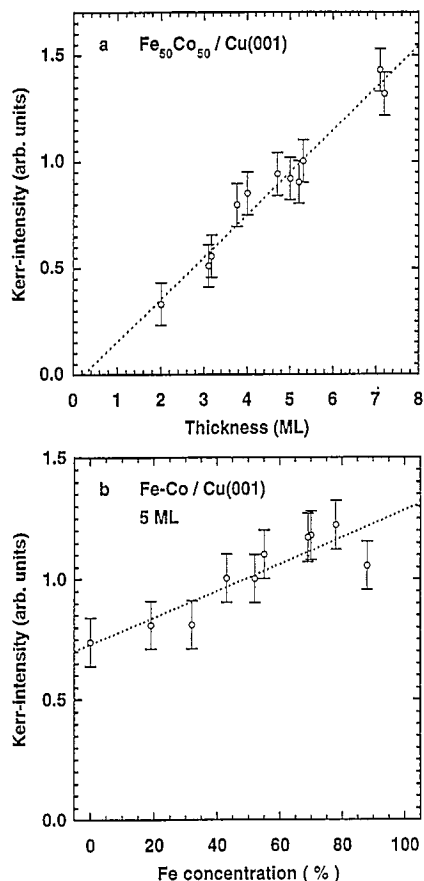 1.5
a Fe50Co50 / Cu(001)
1.0
Kerr-intensity (arb. units)
0.5
0.0
0 1 2 3 4 5 6 7 8
Thickness (ML)
1.5
b Fe-Co / Cu(001)
5 ML
1.0
Kerr-intensity (arb. units)
0.5
0.0
0 20 40 60 80 100
Fe concentration ( % )